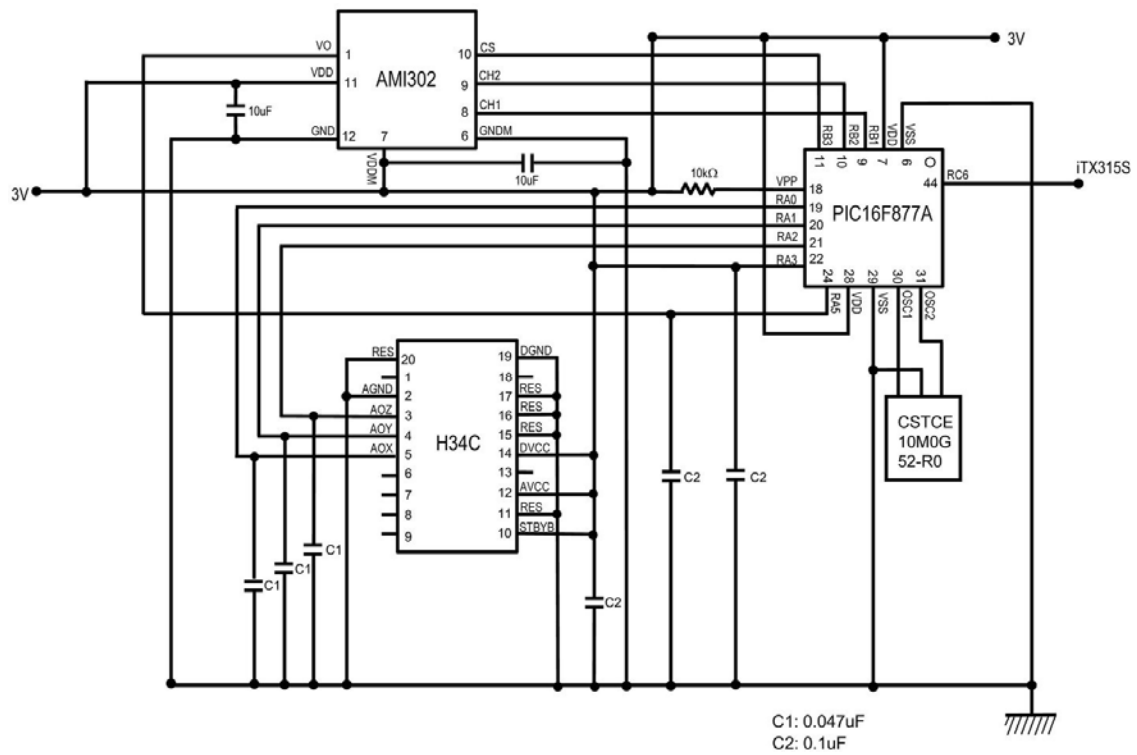 VO
1
VDD
11
10uF
GND
12
AMI302
10
CS
9
CH2
8
CH1
6
GNDM
7
VDDM
10uF
3V
3V
10kΩ
RB3
RB2
RB1
VDD
VSS
11
10
9
7
6
VPP
18
RA0
19
RA1
20
RA2
21
RA3
22
PIC16F877A
44
RC6
iTX315S
24
28
29
30
31
RA5
VDD
VSS
OSC1
OSC2
CSTCE
10M0G
52-R0
RES
20
1
AGND
2
AOZ
3
AOY
4
AOX
5
6
7
8
9
H34C
19
DGND
18
17
RES
16
RES
15
RES
14
DVCC
13
12
AVCC
11
RES
10
STBYB
C1
C1
C1
C2
C2
C2
C1: 0.047uF
C2: 0.1uF